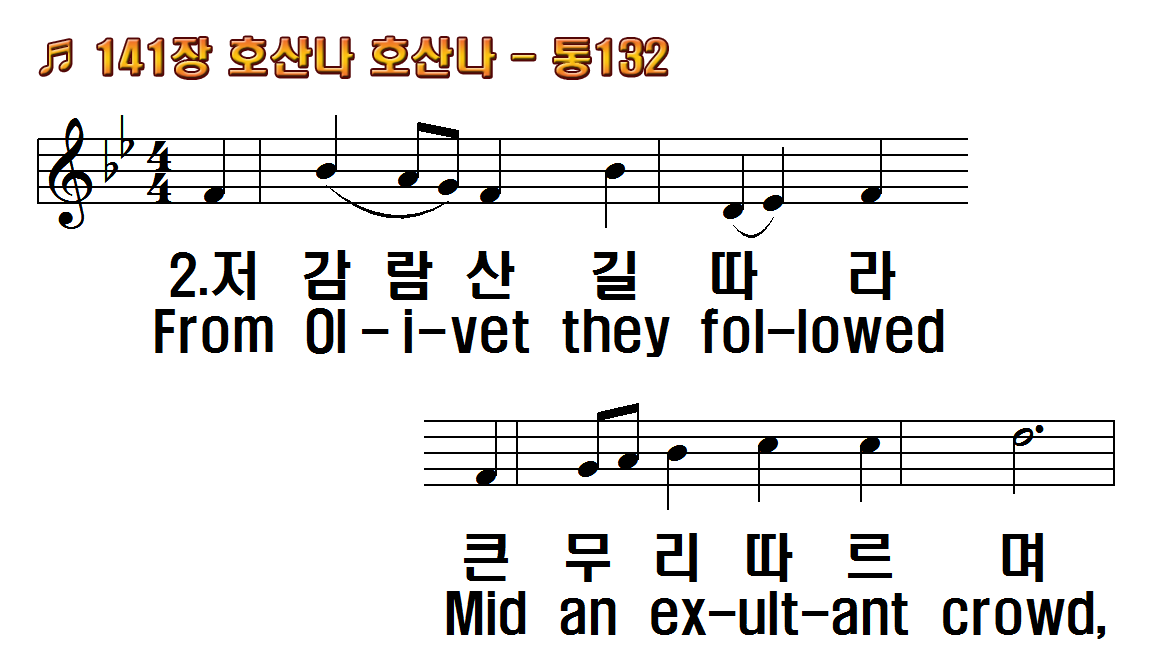 ♬ 141장 호산나 호산나 - 통132
4
4
2.저 감 람 산 길 따 라
From Ol-i-vet they fol-lowed
큰 무 리 따 르 며
Mid an ex-ult-ant crowd,